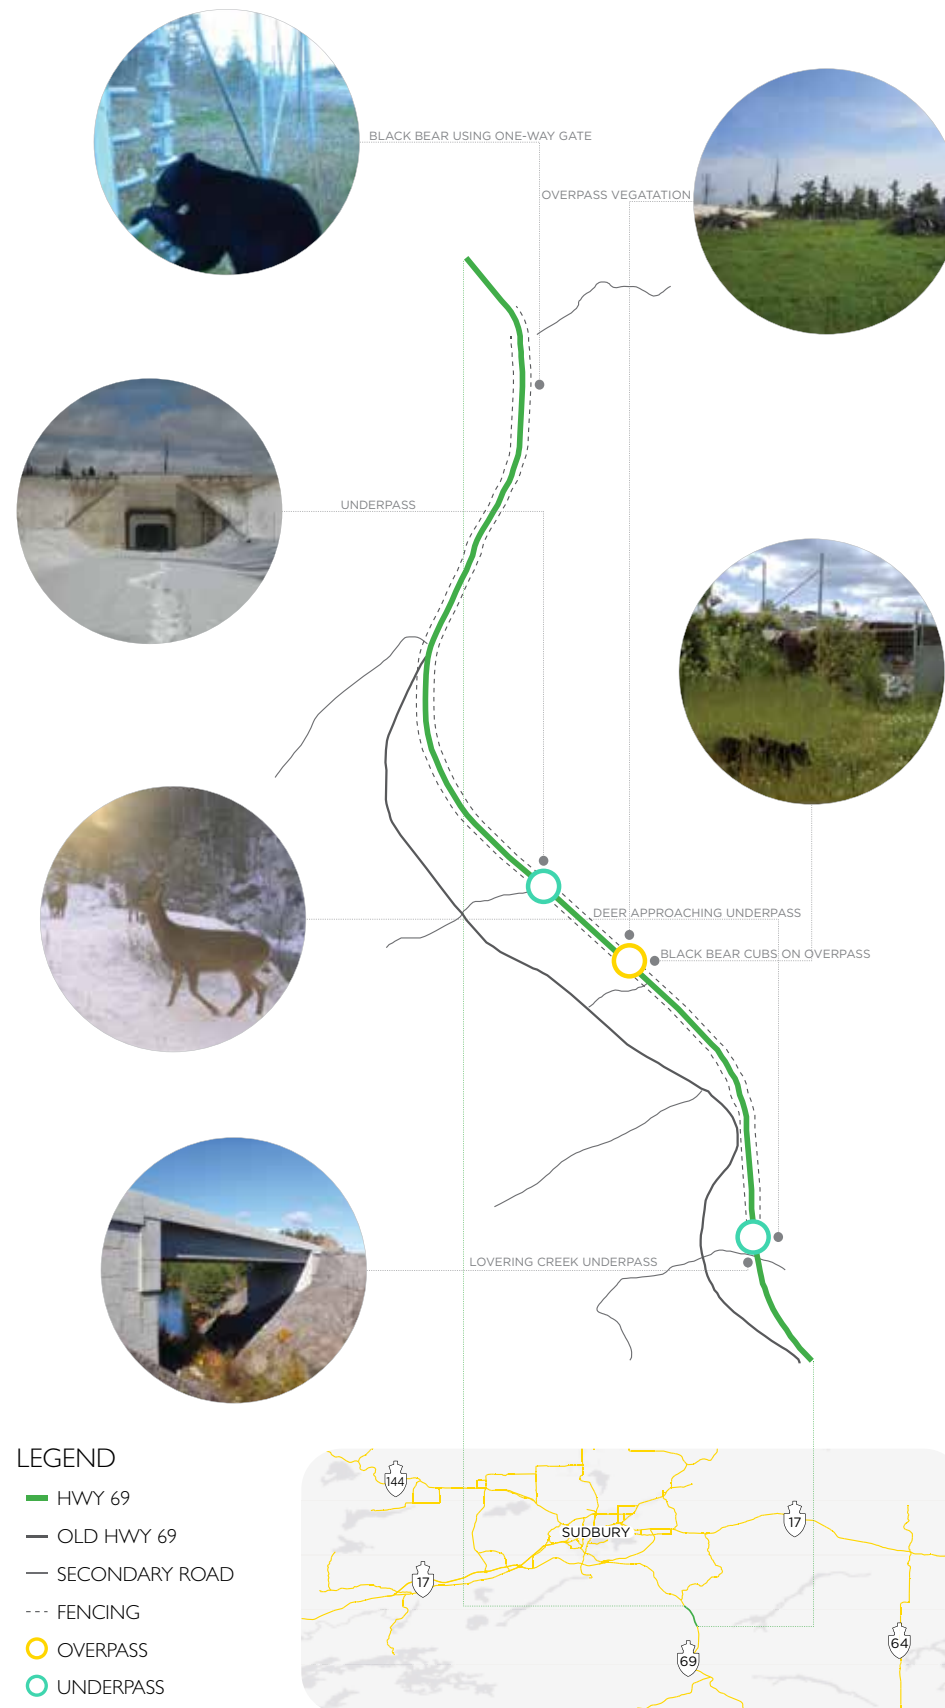 BLACK BEAR USING ONE-WAY GATE
OVERPASS VEGATATION
UNDERPASS
DEER APPROACHING UNDERPASS
BLACK BEAR CUBS ON OVERPASS
LOVERING CREEK UNDERPASS
LEGEND
HWY 69
OLD HWY 69
SECONDARY ROAD
FENCING
OVERPASS
UNDERPASS
144
SUDBURY
17
17
69
64